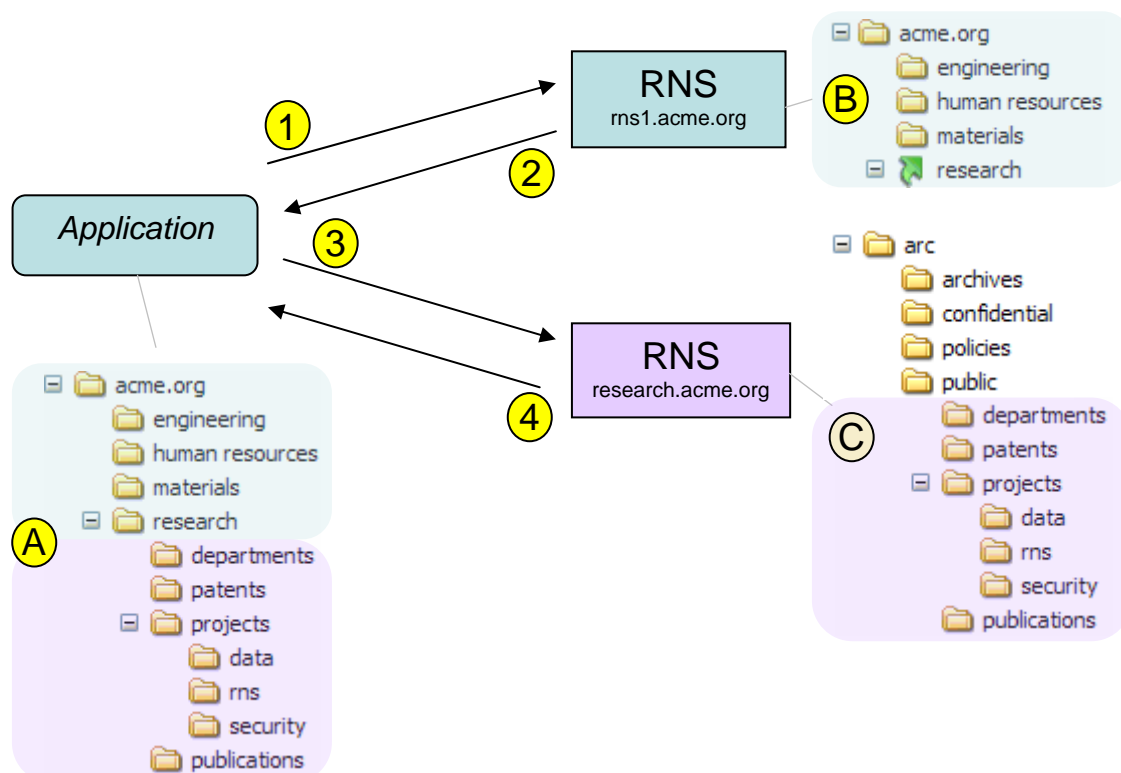 RNS
rns1.acme.org
acme.org
engineering
human resources
materials
research
B
1
2
Application
3
RNS
research.acme.org
4
arc
archives
confidential
policies
public
departments
patents
projects
data
rns
security
publications
C
acme.org
engineering
human resources
materials
research
A
departments
patents
projects
data
rns
security
publications